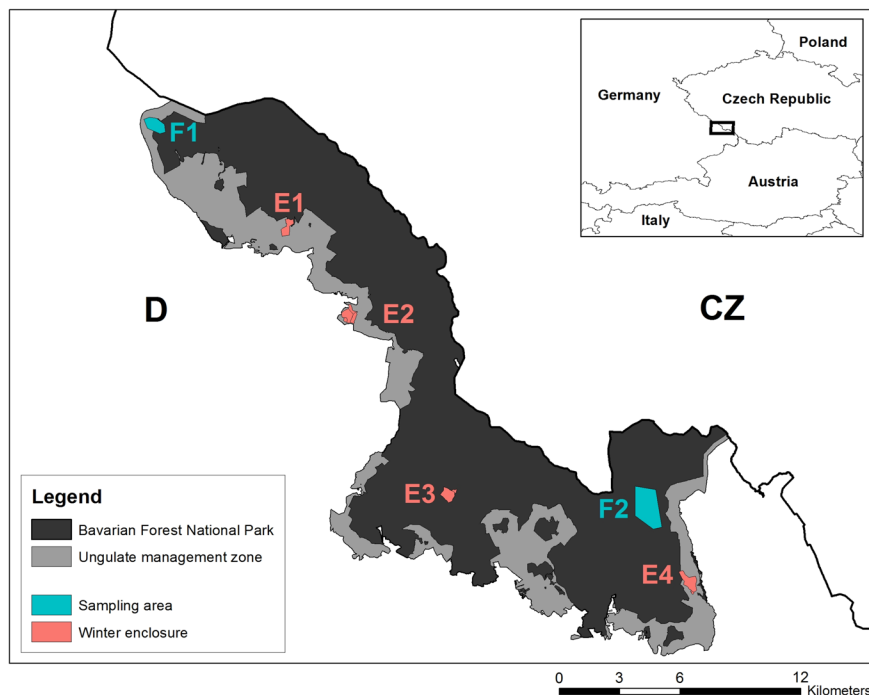 Poland
Germany
Czech Republic
Austria
Italy
F1
E1
D
E2
CZ
E3
F2
E4
Legend
Bavarian Forest National Park
Ungulate management zone
Sampling area
Winter enclosure
0 3 6 12
Kilometers